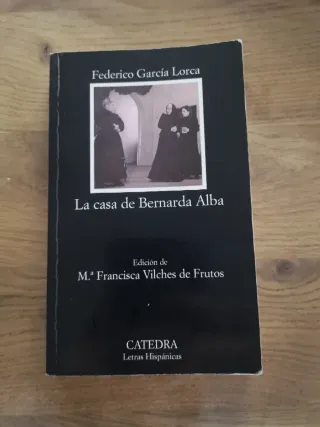 Federico García Lorca
La casa de Bernarda Alba
Edición de
M.ª Francisca Vilches de Frutos
CATEDRA
Letras Hispánicas